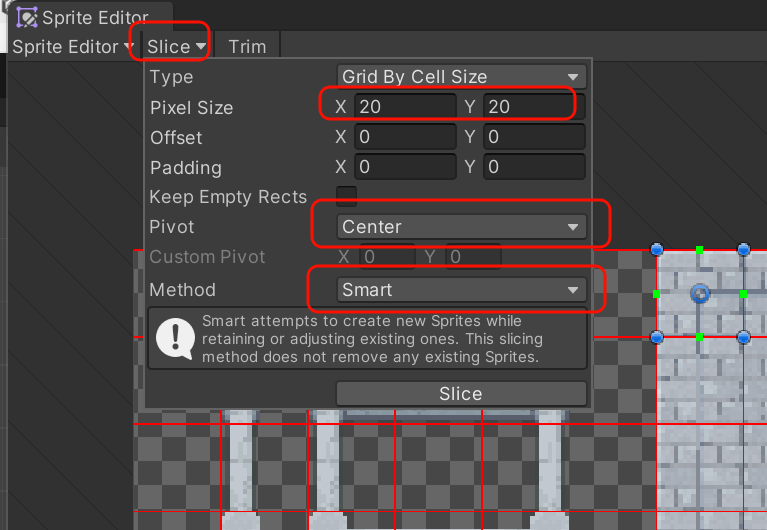 Sprite Editor
Sprite Editor Slice Trim
Type Grid By Cell Size
Pixel Size X 20 Y 20
Offset X 0 Y 0
Padding X 0 Y 0
Keep Empty Rects
Pivot Center
Custom Pivot X 0 Y 0
Method Smart
Smart attempts to create new Sprites while
retaining or adjusting existing ones. This slicing
method does not remove any existing Sprites.
Slice